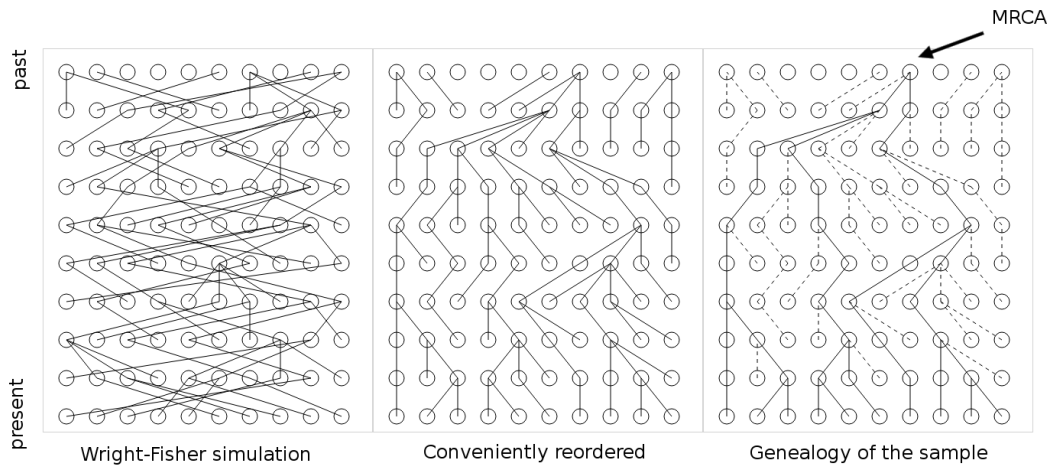 MRCA
past
present
Wright-Fisher simulation
Conveniently reordered
Genealogy of the sample